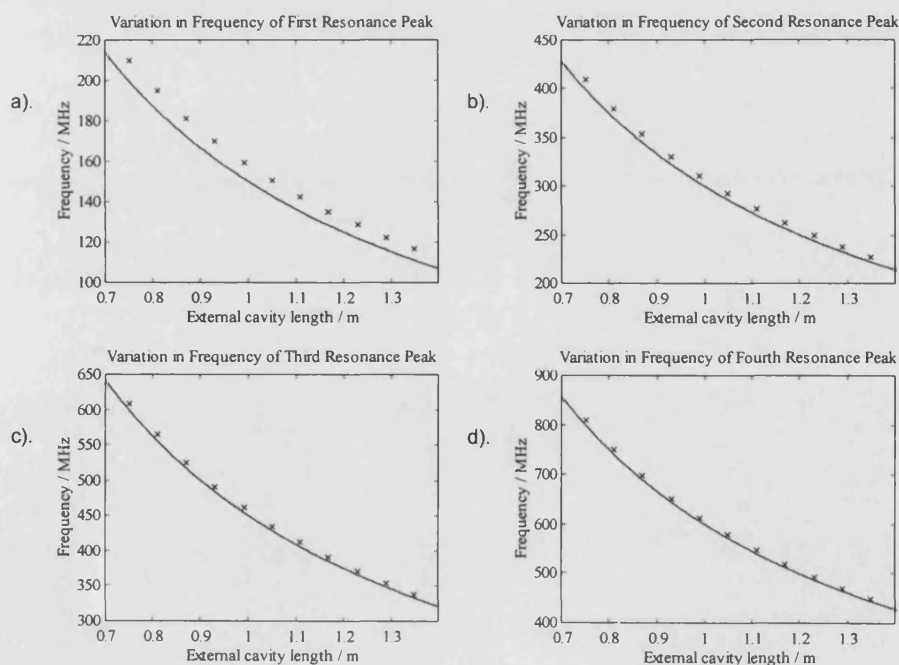 Variation in Frequency of First Resonance Peak
a).
Frequency / MHz
220
200
180
160
140
120
100
0.7 0.8 0.9 1 1.1 1.2 1.3
External cavity length / m
Variation in Frequency of Second Resonance Peak
b).
Frequency / MHz
450
400
350
300
250
200
0.7 0.8 0.9 1 1.1 1.2 1.3
External cavity length / m
Variation in Frequency of Third Resonance Peak
c).
Frequency / MHz
650
600
550
500
450
400
350
300
0.7 0.8 0.9 1 1.1 1.2 1.3
External cavity length / m
Variation in Frequency of Fourth Resonance Peak
d).
Frequency / MHz
900
800
700
600
500
400
0.7 0.8 0.9 1 1.1 1.2 1.3
External cavity length / m